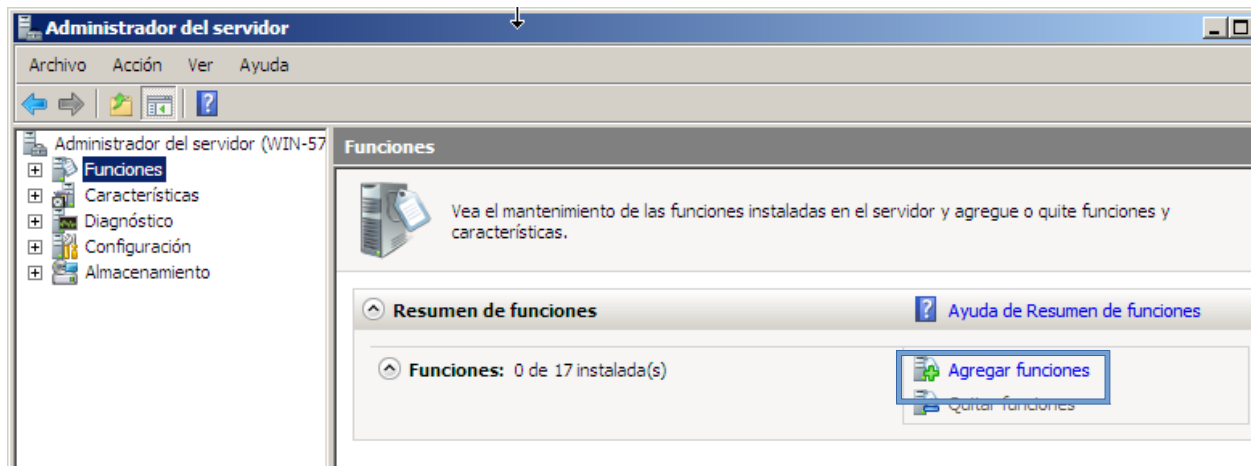 Administrador del servidor
Archivo Acción Ver Ayuda
Administrador del servidor (WIN-57
Funciones
Características
Diagnóstico
Configuración
Almacenamiento
Funciones
Vea el mantenimiento de las funciones instaladas en el servidor y agregue o quite funciones y
características.
Resumen de funciones
Ayuda de Resumen de funciones
Funciones: 0 de 17 instalada(s)
Agregar funciones
Quitar funciones